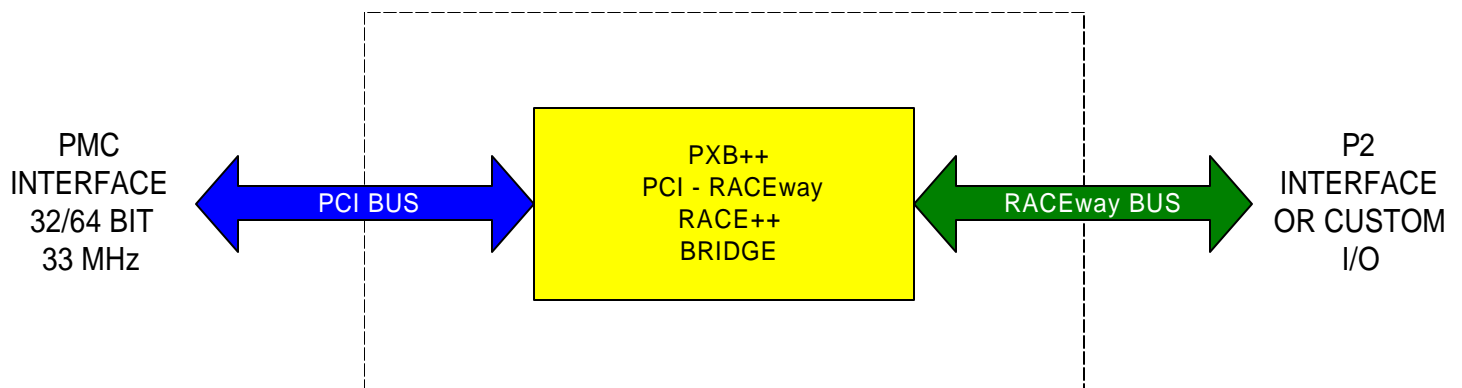 PMC
INTERFACE
32/64 BIT
33 MHz
PCI BUS
PXB++
PCI - RACEway
RACE++
BRIDGE
RACEway BUS
P2
INTERFACE
OR CUSTOM
I/O